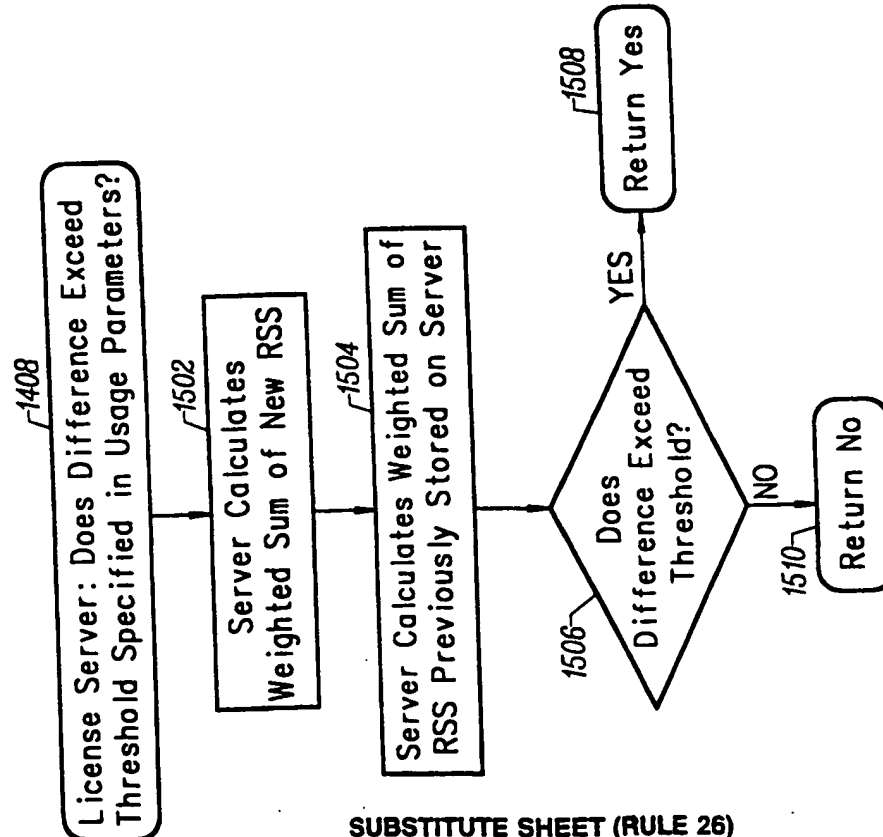 1408
License Server: Does Difference Exceed
Threshold Specified in Usage Parameters?
1502
Server Calculates
Weighted Sum of New RSS
1504
Server Calculates Weighted Sum of
RSS Previously Stored on Server
1506
Does
Difference Exceed
Threshold?
YES
1508
Return Yes
NO
1510
Return No
SUBSTITUTE SHEET (RULE 26)